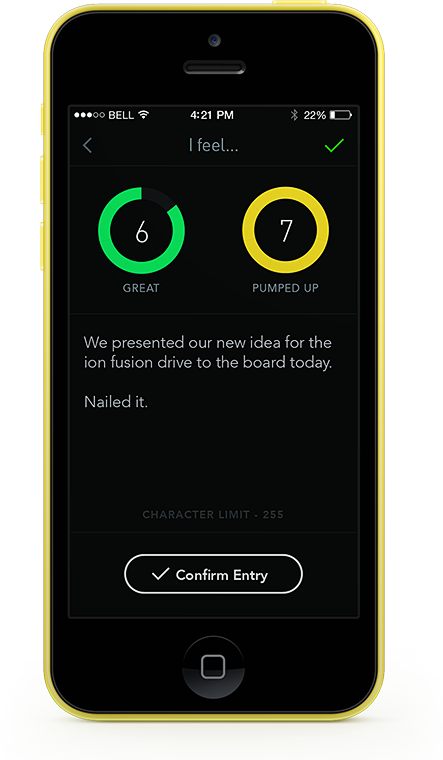 BELL 4:21 PM 22%
I feel...
6 7
GREAT PUMPED UP
We presented our new idea for the
ion fusion drive to the board today.
Nailed it.
CHARACTER LIMIT - 255
Confirm Entry